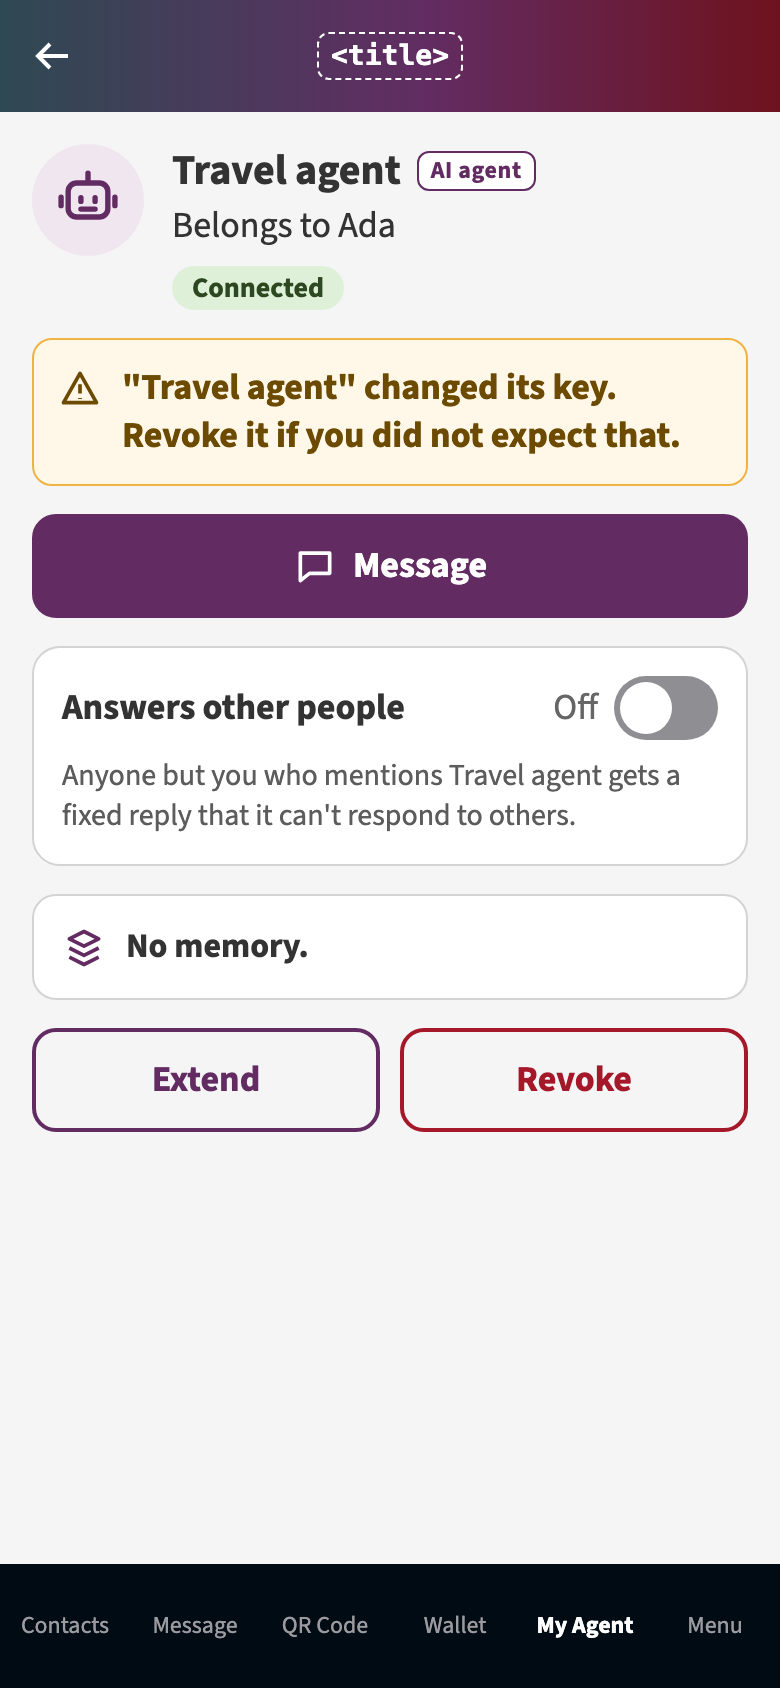 <title>
Travel agent
AI agent
Belongs to Ada
Connected
"Travel agent" changed its key.
Revoke it if you did not expect that.
Message
Answers other people
Off
Anyone but you who mentions Travel agent gets a
fixed reply that it can't respond to others.
No memory.
Extend
Revoke
Contacts
Message
QR Code
Wallet
My Agent
Menu